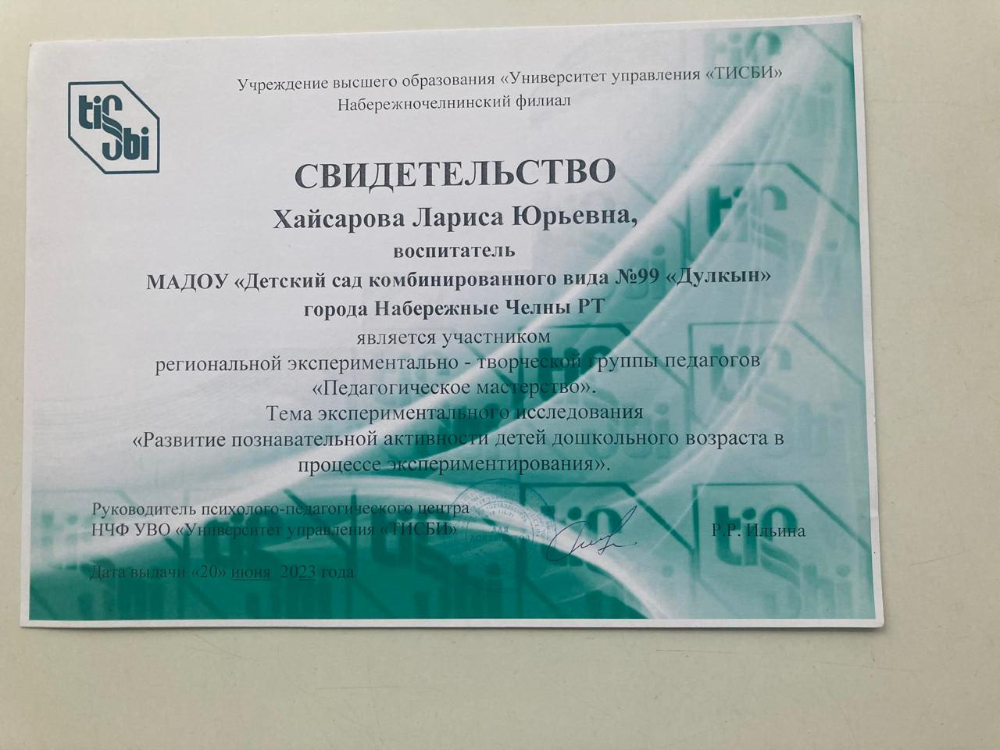 Учреждение высшего образования «Университет управления «ТИСБИ»
Набережночелнинский филиал
tisbi
СВИДЕТЕЛЬСТВО
Хайсарова Лариса Юрьевна,
воспитатель
МАДОУ «Детский сад комбинированного вида №99 «Дулкын»
города Набережные Челны РТ
является участником
региональной экспериментально - творческой группы педагогов
«Педагогическое мастерство».
Тема экспериментального исследования
«Развитие познавательной активности детей дошкольного возраста в
процессе экспериментирования».
Руководитель психолого-педагогического центра
НЧФ УВО «Университет управления «ТИСБИ»
ДЛЯ
ДОКУМЕНТОВ
Р.Р. Ильина
Дата выдачи «20» июня 2023 года